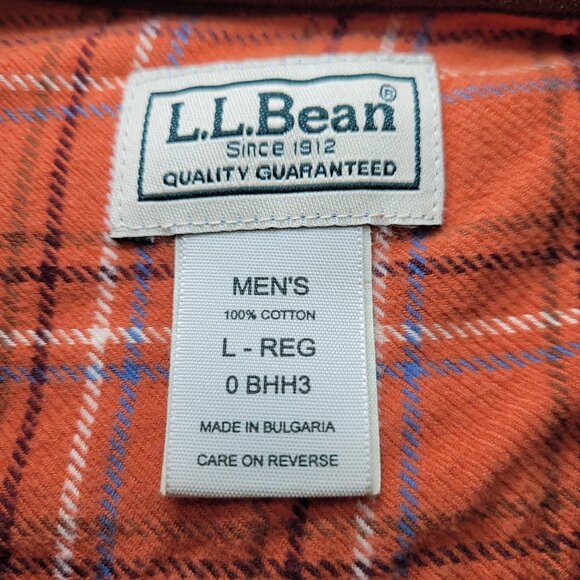 L.L.Bean®
Since 1912
QUALITY GUARANTEED
MEN'S
100% COTTON
L - REG
0 BHH3
MADE IN BULGARIA
CARE ON REVERSE